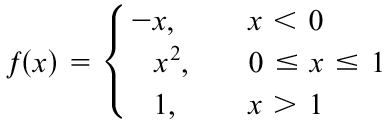 −x, x < 0
f(x) = { x², 0 ≤ x ≤ 1
1, x > 1